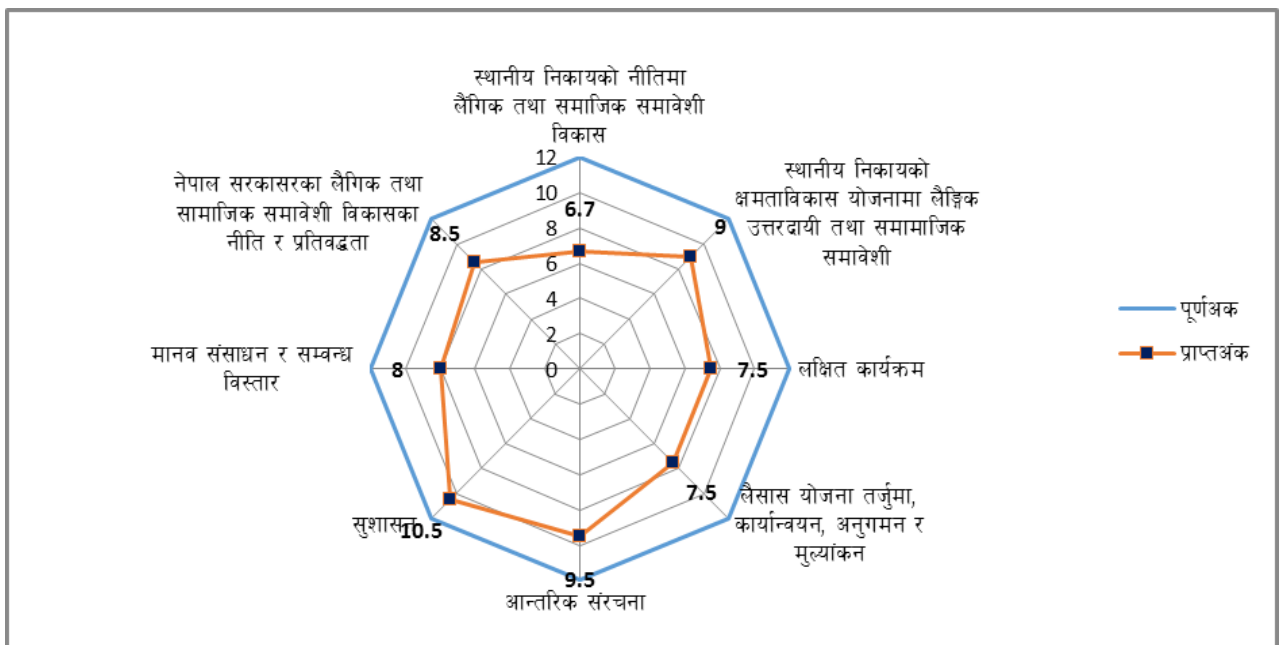 स्थानीय निकायको नीतिमा
लैंगिक तथा समाजिक समावेशी
विकास
स्थानीय निकायको
क्षमताविकास योजनामा लैङ्गिक
उत्तरदायी तथा समामाजिक
समावेशी
लक्षित कार्यक्रम
लैसास योजना तर्जुमा,
कार्यान्वयन, अनुगमन र
मुल्यांकन
आन्तरिक संरचना
सुशासन
मानव संसाधन र सम्वन्ध
विस्तार
नेपाल सरकासरका लैगिक तथा
सामाजिक समावेशी विकासका
नीति र प्रतिवद्धता
12
10
8
6
4
2
0
6.7
9
7.5
7.5
9.5
10.5
8
8.5
पूर्णअक
प्राप्तअंक